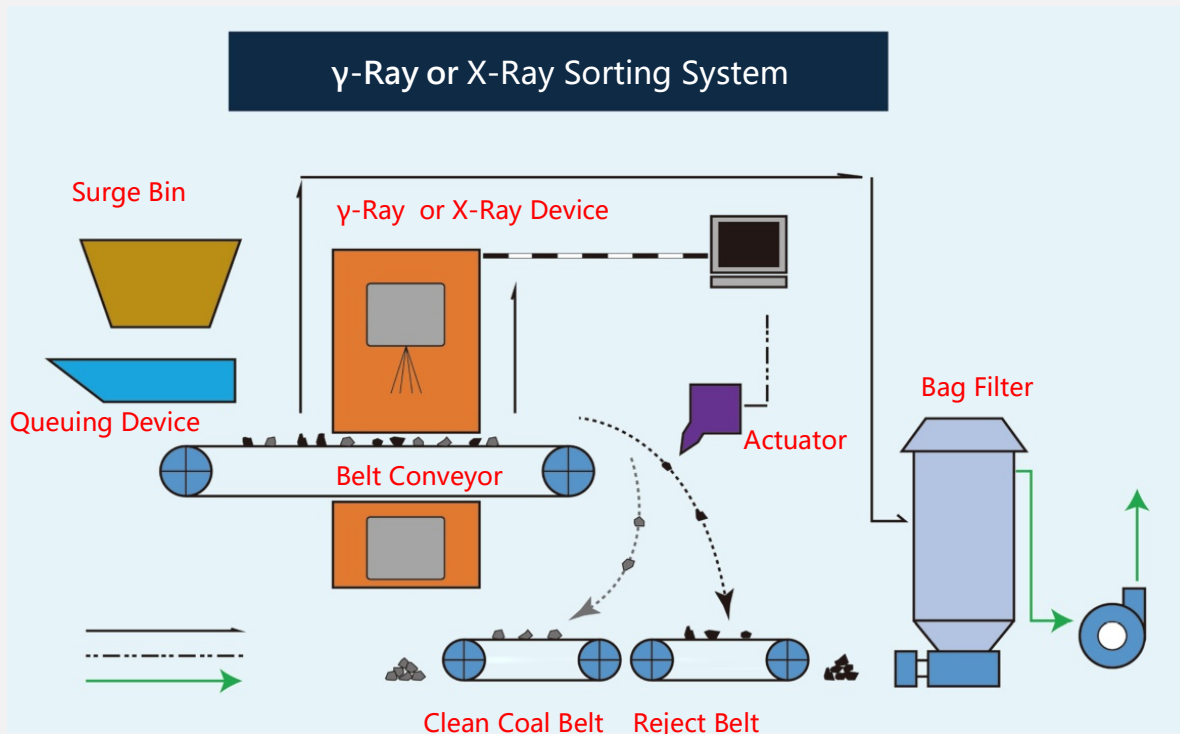 γ-Ray or X-Ray Sorting System
Surge Bin
γ-Ray or X-Ray Device
Queuing Device
Bag Filter
Actuator
Belt Conveyor
Clean Coal Belt
Reject Belt